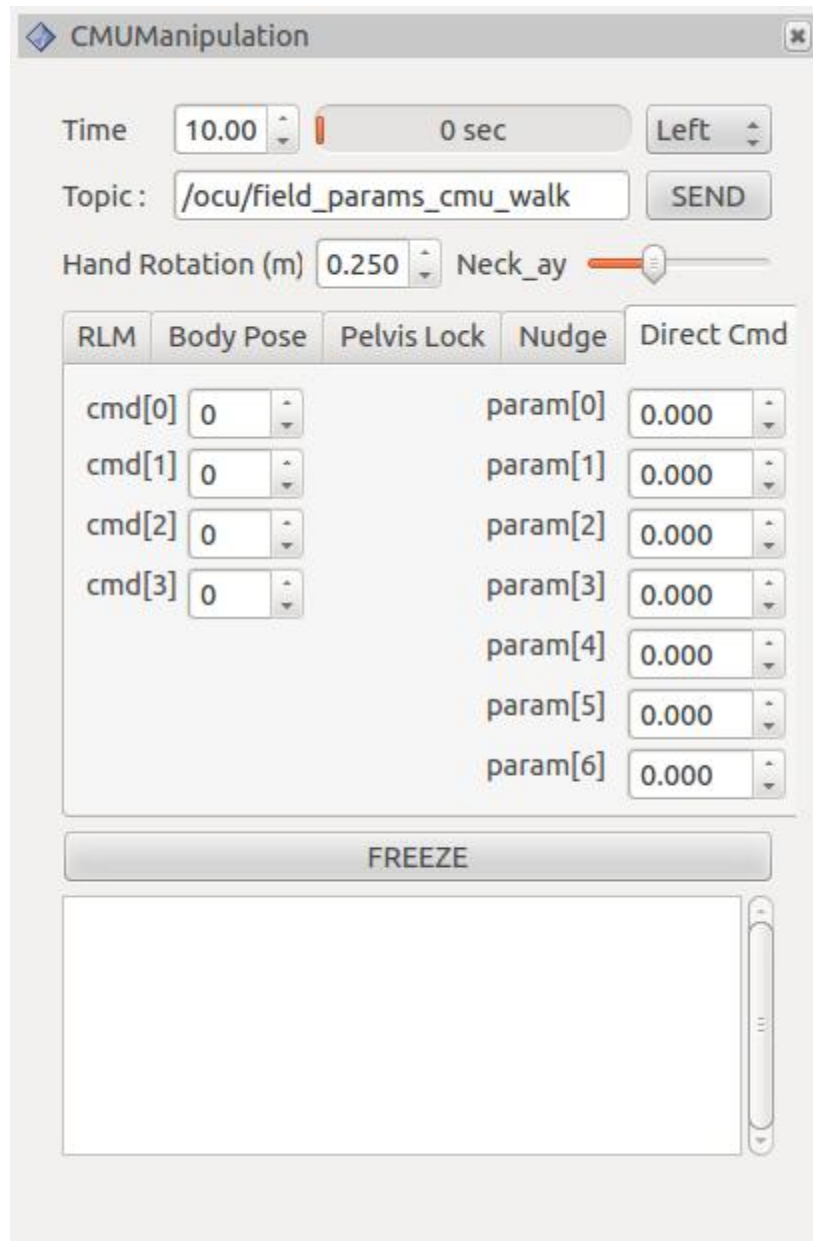 CMUManipulation
Time 10.00 0 sec Left
Topic : /ocu/field_params_cmu_walk SEND
Hand Rotation (m) 0.250 Neck_ay
RLM Body Pose Pelvis Lock Nudge Direct Cmd
cmd[0] 0 param[0] 0.000
cmd[1] 0 param[1] 0.000
cmd[2] 0 param[2] 0.000
cmd[3] 0 param[3] 0.000
param[4] 0.000
param[5] 0.000
param[6] 0.000
FREEZE